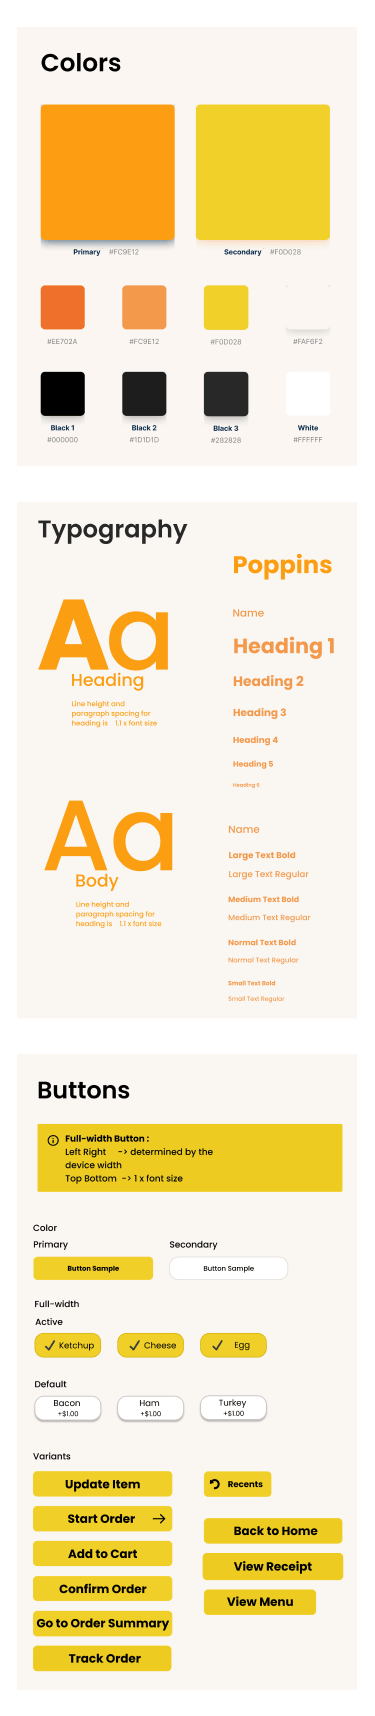 Colors
Primary #FC9E12
Secondary #F0D028
#EE702A
#FC9E12
#F0D028
#FAF6F2
Black 1
#000000
Black 2
#1D1D1D
Black 3
#282828
White
#FFFFFF
Typography
Poppins
Aa
Heading
Line height and
paragraph spacing for
heading is 1.1 x font size
Name
Heading 1
Heading 2
Heading 3
Heading 4
Heading 5
Heading 6
Aa
Body
Line height and
paragraph spacing for
heading is 1.1 x font size
Name
Large Text Bold
Large Text Regular
Medium Text Bold
Medium Text Regular
Normal Text Bold
Normal Text Regular
Small Text Bold
Small Text Regular
Buttons
Full-width Button :
Left Right -> determined by the
device width
Top Bottom -> 1 x font size
Color
Primary
Secondary
Button Sample
Button Sample
Full-width
Active
Ketchup
Cheese
Egg
Default
Bacon
+$1.00
Ham
+$1.00
Turkey
+$1.00
Variants
Update Item
Start Order
Add to Cart
Confirm Order
Go to Order Summary
Track Order
Recents
Back to Home
View Receipt
View Menu